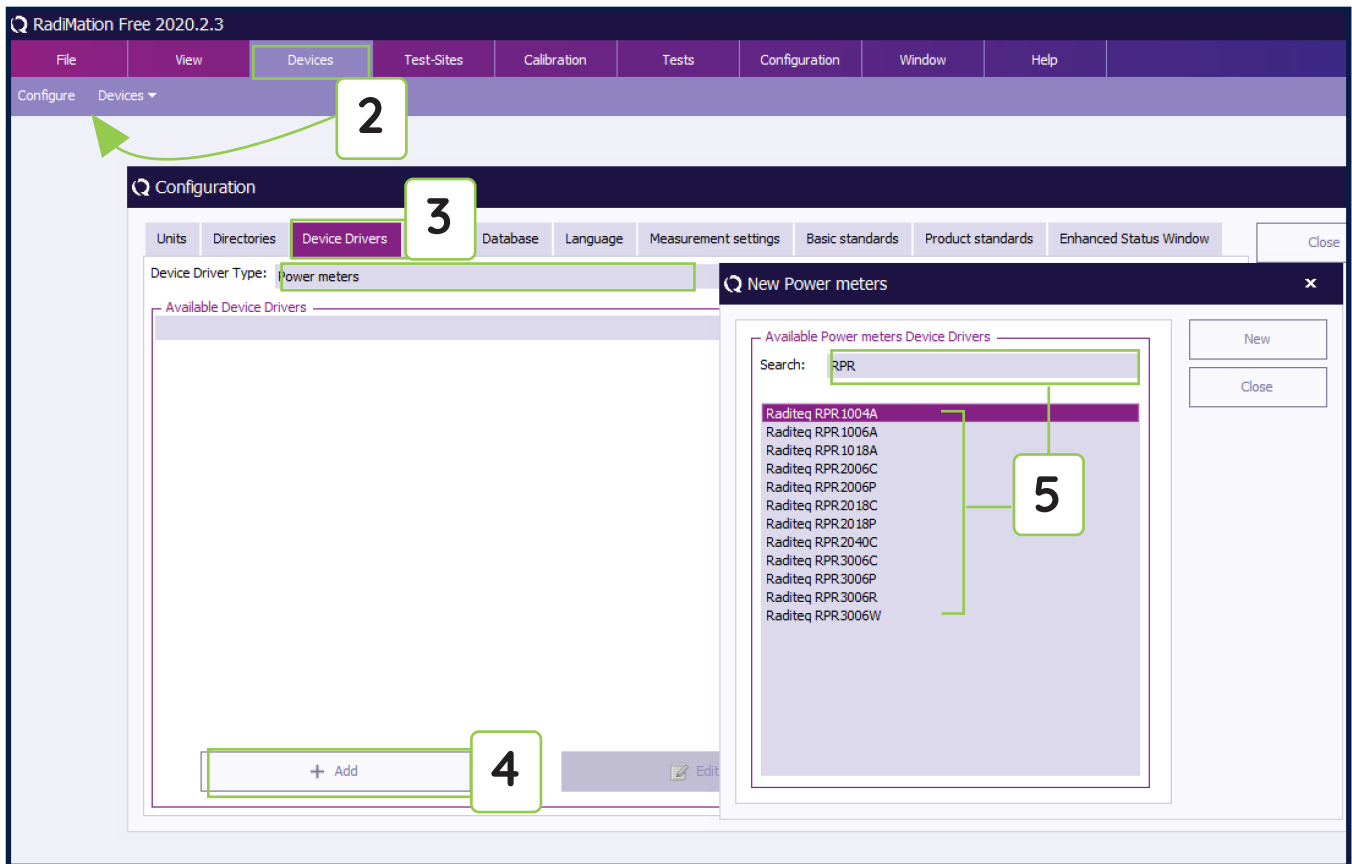 RadiMation Free 2020.2.3
File View Devices Test-Sites Calibration Tests Configuration Window Help
Configure Devices
2
Configuration
3
Units Directories Device Drivers Database Language Measurement settings Basic standards Product standards Enhanced Status Window Close
Device Driver Type: Power meters
Available Device Drivers
New Power meters x
Available Power meters Device Drivers
Search: RPR
New
Close
Raditeq RPR1004A
Raditeq RPR1006A
Raditeq RPR1018A
Raditeq RPR2006C
Raditeq RPR2006P
Raditeq RPR2018C
Raditeq RPR2018P
Raditeq RPR2040C
Raditeq RPR3006C
Raditeq RPR3006P
Raditeq RPR3006R
Raditeq RPR3006W
5
+ Add
4
Edit